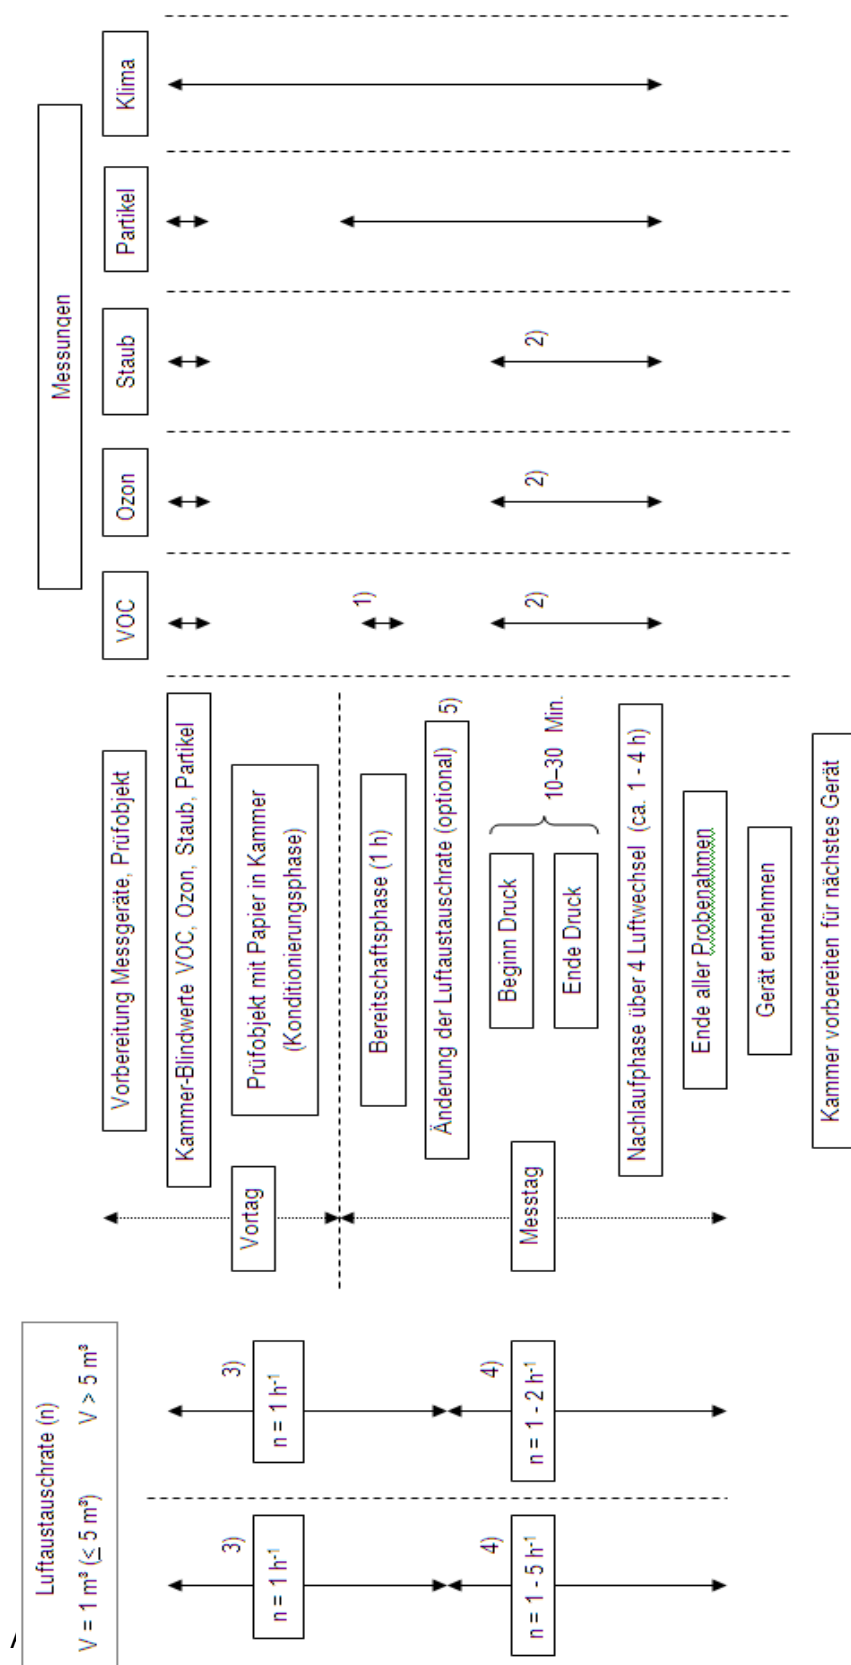 Luftaustauschrate (n)
V = 1 m³ (≤ 5 m³) V > 5 m³
3)
n = 1 h⁻¹
4)
n = 1 - 5 h⁻¹
3)
n = 1 h⁻¹
4)
n = 1 - 2 h⁻¹
Vortag
Messtag
Vorbereitung Messgeräte, Prüfobjekt
Kammer-Blindwerte VOC, Ozon, Staub, Partikel
Prüfobjekt mit Papier in Kammer
(Konditionierungsphase)
Bereitschaftsphase (1 h)
Änderung der Luftaustauschrate (optional) 5)
Beginn Druck
Ende Druck
10–30 Min.
Nachlaufphase über 4 Luftwechsel (ca. 1 - 4 h)
Ende aller Probenahmen
Gerät entnehmen
Kammer vorbereiten für nächstes Gerät
Messungen
VOC
Ozon
Staub
Partikel
Klima
1)
2)
2)
2)